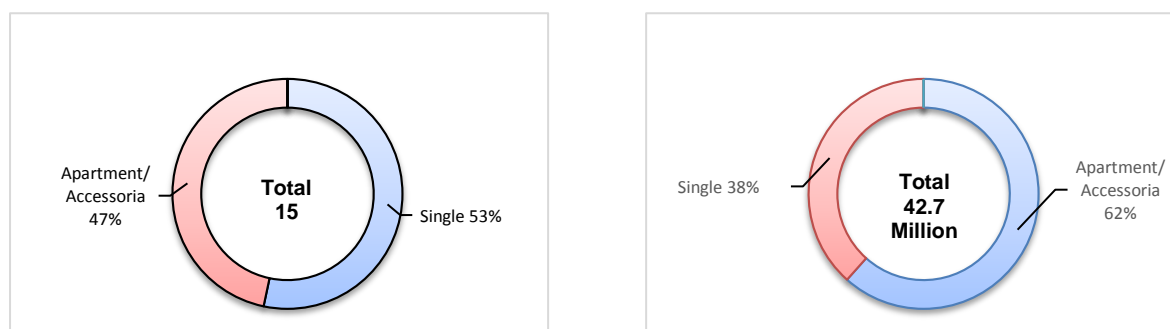 Apartment/
Accessoria
47%
Total
15
Single 53%
Single 38%
Total
42.7
Million
Apartment/
Accessoria
62%